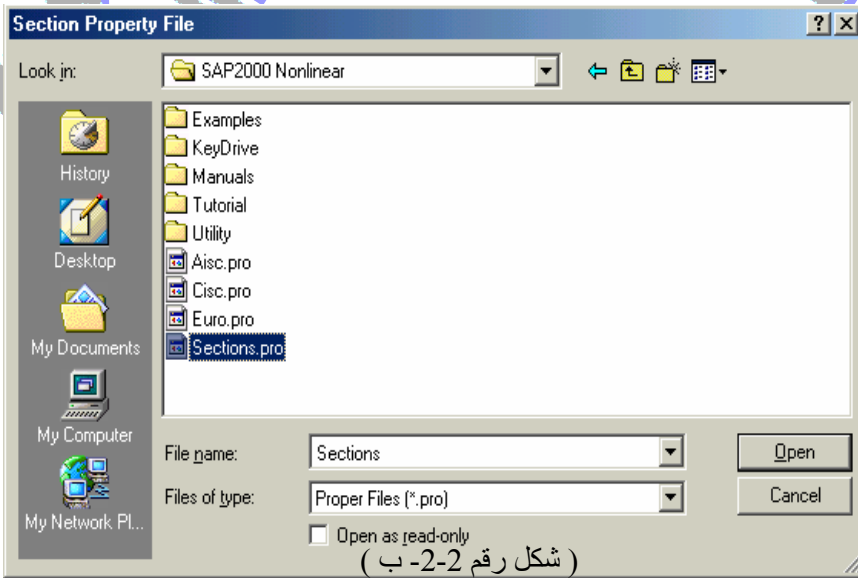 Section Property File
Look in: SAP2000 Nonlinear
History
Desktop
My Documents
My Computer
My Network Pl...
Examples
KeyDrive
Manuals
Tutorial
Utility
Aisc.pro
Cisc.pro
Euro.pro
Sections.pro
File name: Sections Open
Files of type: Proper Files (*.pro) Cancel
Open as read-only
( شكل رقم 2-2- ب )